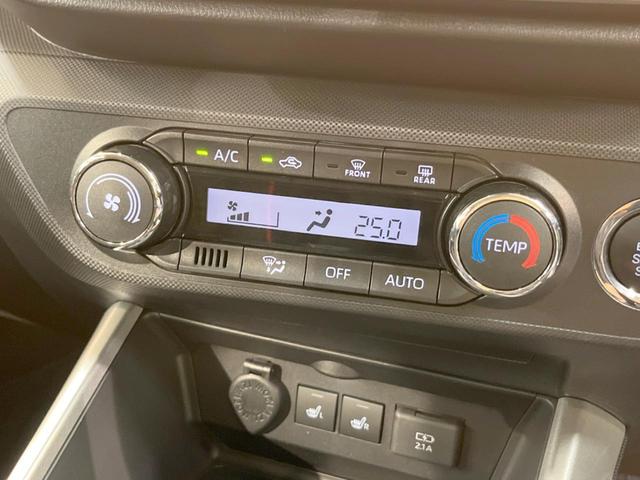 A/C
FRONT
REAR
25.0
TEMP
OFF
AUTO
L
R
2.1A